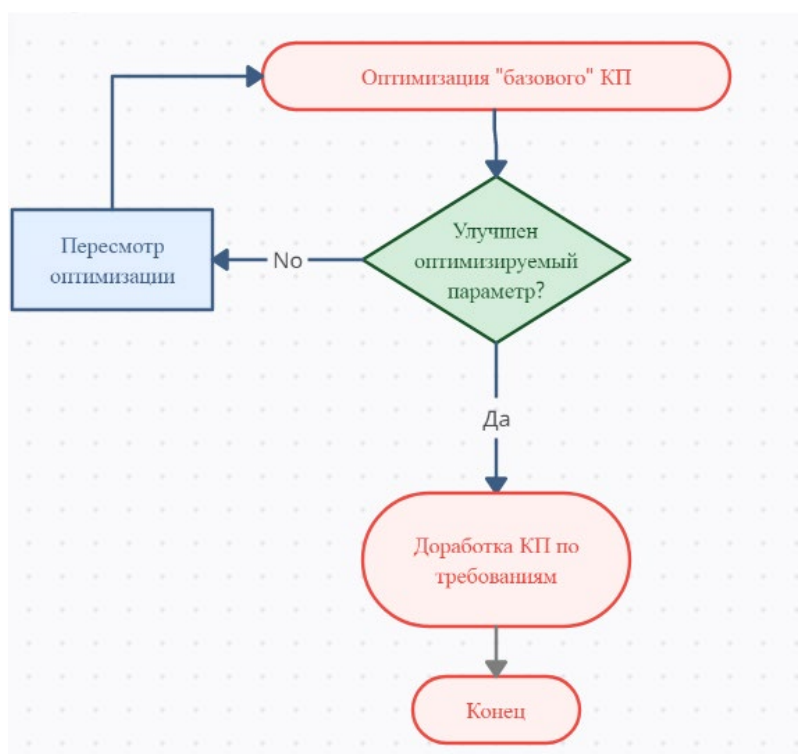 Оптимизация "базового" КП
Улучшен
оптимизируемый
параметр?
No
Пересмотр
оптимизации
Да
Доработка КП по
требованиям
Конец